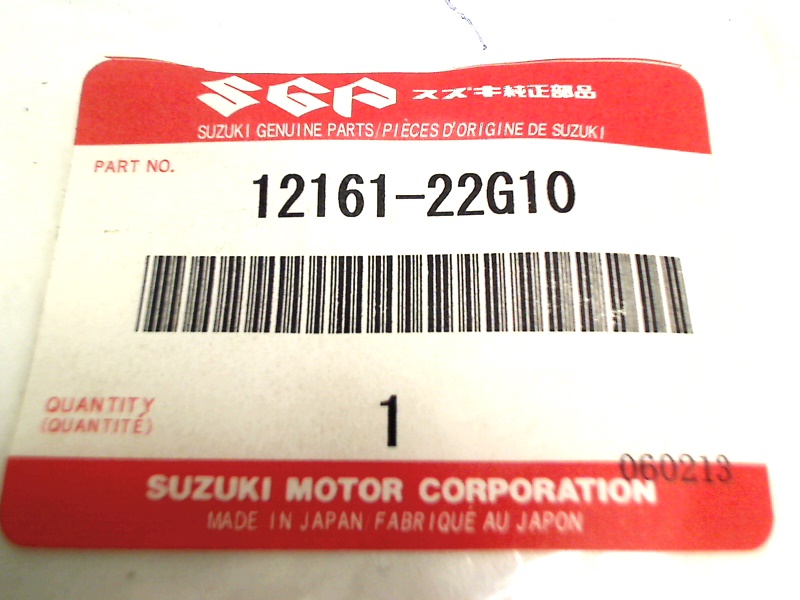 SGP スズキ純正部品
SUZUKI GENUINE PARTS/PIÈCES D'ORIGINE DE SUZUKI
PART NO.
12161-22G10
QUANTITY
(QUANTITÉ)
1
060213
SUZUKI MOTOR CORPORATION
MADE IN JAPAN/FABRIQUÉ AU JAPON